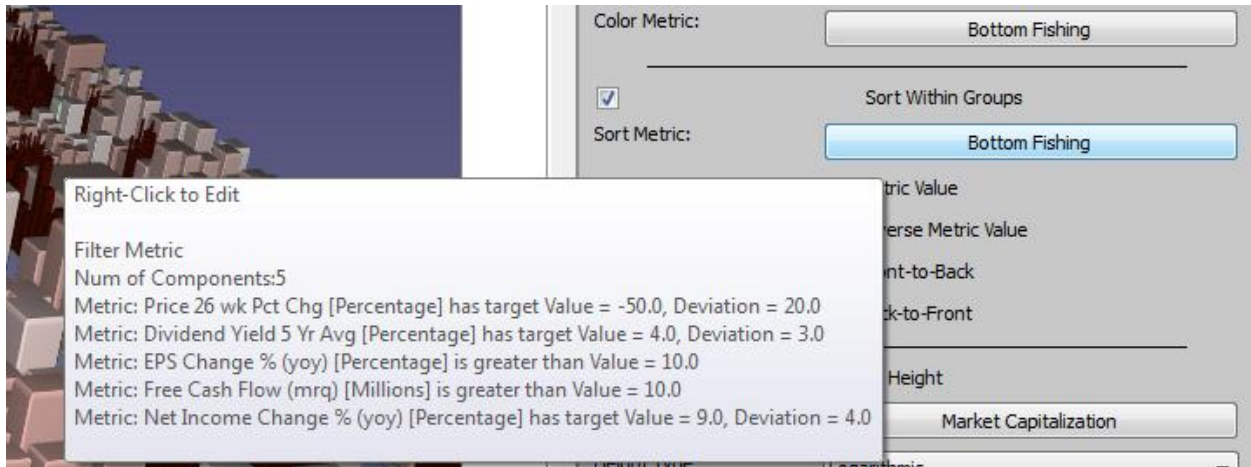 Color Metric:
Bottom Fishing
Sort Within Groups
Sort Metric:
Bottom Fishing
Right-Click to Edit
Filter Metric
Num of Components:5
Metric: Price 26 wk Pct Chg [Percentage] has target Value = -50.0, Deviation = 20.0
Metric: Dividend Yield 5 Yr Avg [Percentage] has target Value = 4.0, Deviation = 3.0
Metric: EPS Change % (yoy) [Percentage] is greater than Value = 10.0
Metric: Free Cash Flow (mrq) [Millions] is greater than Value = 10.0
Metric: Net Income Change % (yoy) [Percentage] has target Value = 9.0, Deviation = 4.0
tric Value
erse Metric Value
nt-to-Back
k-to-Front
Height
Market Capitalization
Height Type
Logarithmic